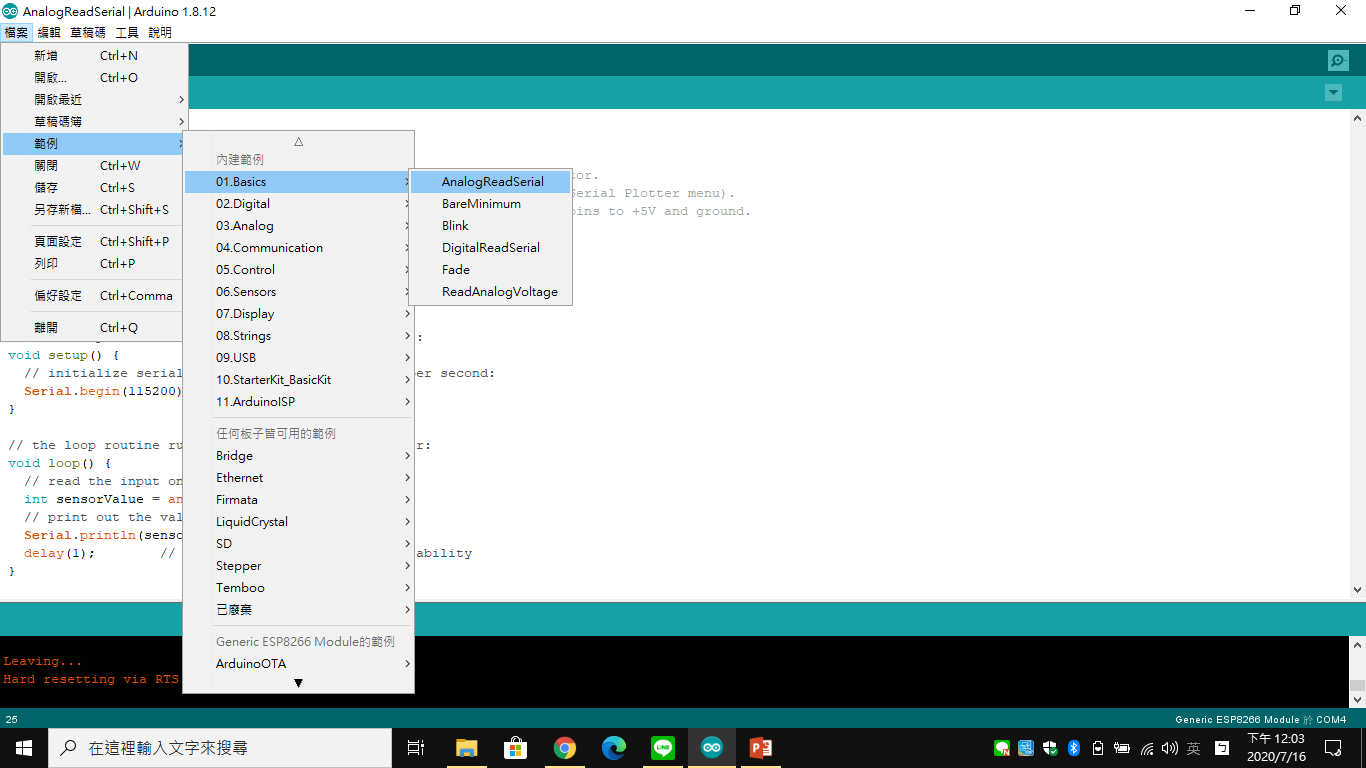 AnalogReadSerial | Arduino 1.8.12
檔案 編輯 草稿碼 工具 說明
新增 Ctrl+N
開啟... Ctrl+O
開啟最近
草稿碼簿
範例
關閉 Ctrl+W
儲存 Ctrl+S
另存新檔... Ctrl+Shift+S
頁面設定 Ctrl+Shift+P
列印 Ctrl+P
偏好設定 Ctrl+Comma
離開 Ctrl+Q
內建範例
01.Basics
02.Digital
03.Analog
04.Communication
05.Control
06.Sensors
07.Display
08.Strings
09.USB
10.StarterKit_BasicKit
11.ArduinoISP
任何板子皆可用的範例
Bridge
Ethernet
Firmata
LiquidCrystal
SD
Stepper
Temboo
已廢棄
Generic ESP8266 Module的範例
ArduinoOTA
AnalogReadSerial
BareMinimum
Blink
DigitalReadSerial
Fade
ReadAnalogVoltage
tor.
Serial Plotter menu).
pins to +5V and ground.
:
void setup() {
// initialize serial er second:
Serial.begin(115200)
}
// the loop routine ru r:
void loop() {
// read the input on
int sensorValue = an
// print out the val
Serial.println(senso
delay(1); // ability
}
Leaving...
Hard resetting via RTS
25 Generic ESP8266 Module 於 COM4
在這裡輸入文字來搜尋
英
ㄅ
下午 12:03
2020/7/16